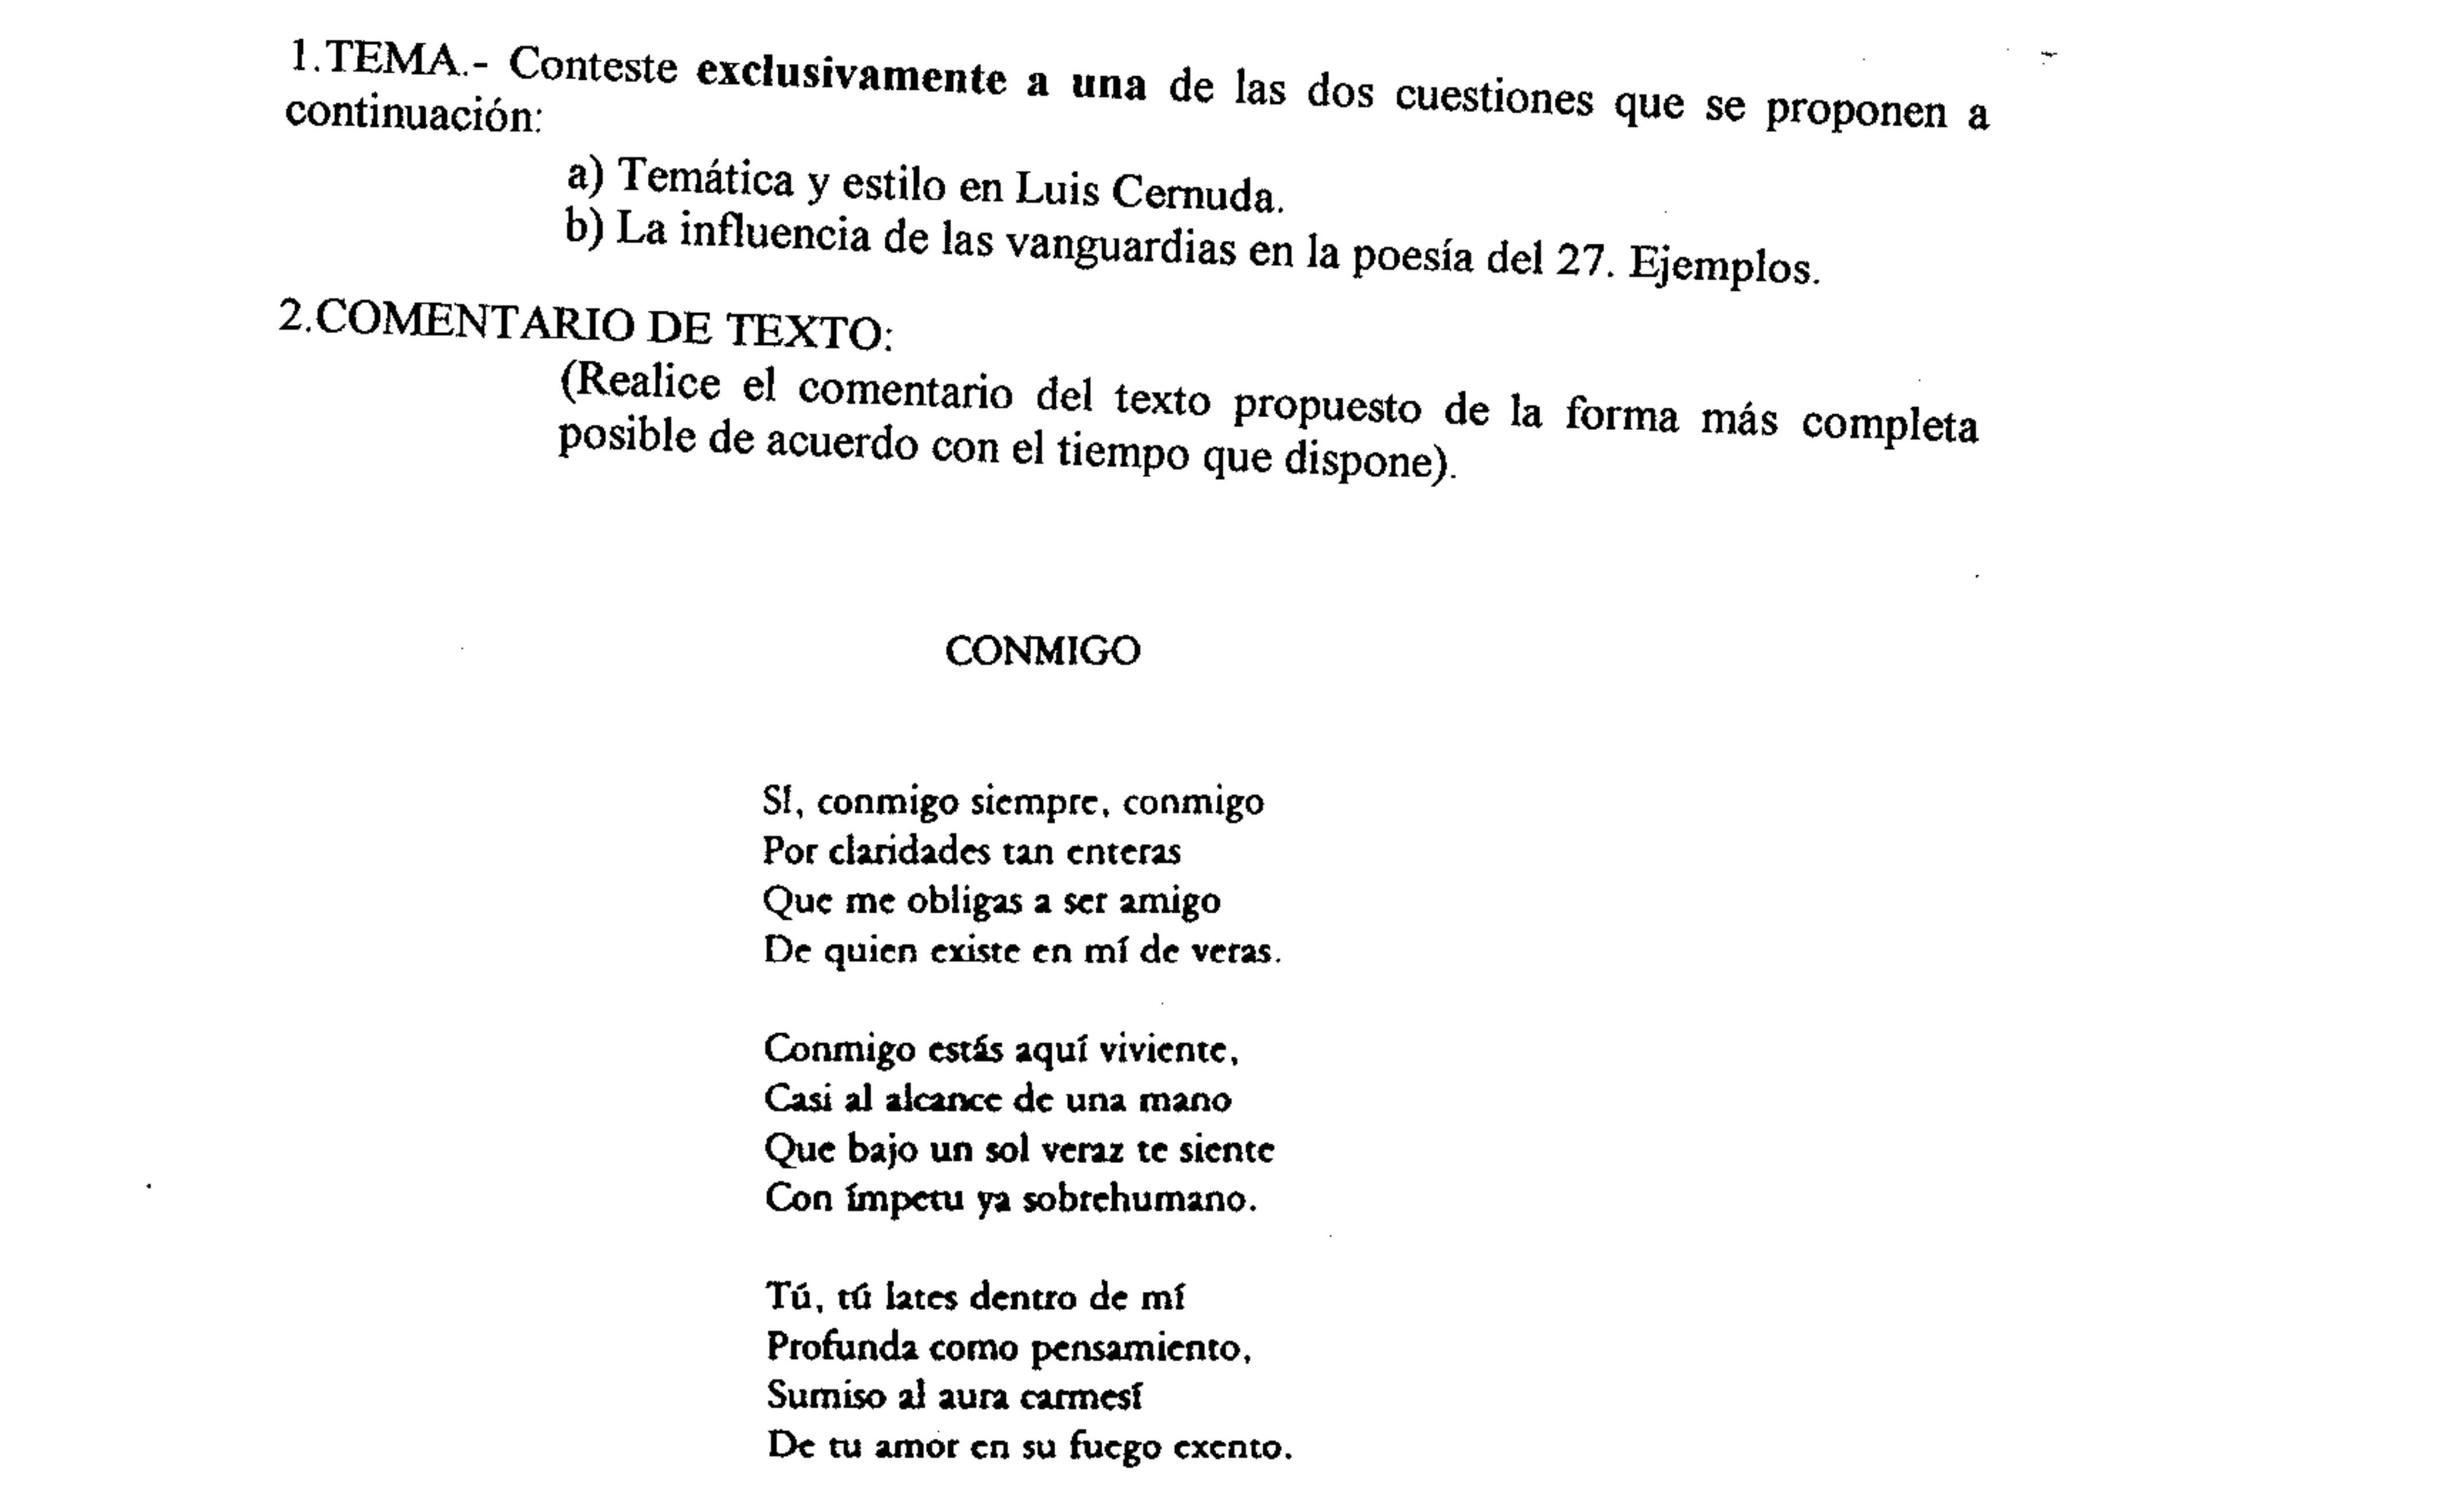 1.TEMA.- Conteste exclusivamente a una de las dos cuestiones que se proponen a
continuación:
a) Temática y estilo en Luis Cernuda.
b) La influencia de las vanguardias en la poesía del 27. Ejemplos.
2.COMENTARIO DE TEXTO:
(Realice el comentario del texto propuesto de la forma más completa
posible de acuerdo con el tiempo que dispone).
CONMIGO
Sí, conmigo siempre, conmigo
Por claridades tan enteras
Que me obligas a ser amigo
De quien existe en mí de veras.
Conmigo estás aquí viviente,
Casi al alcance de una mano
Que bajo un sol veraz te siente
Con ímpetu ya sobrehumano.
Tú, tú lates dentro de mí
Profunda como pensamiento,
Sumiso al aura carmesí
De tu amor en su fuego exento.